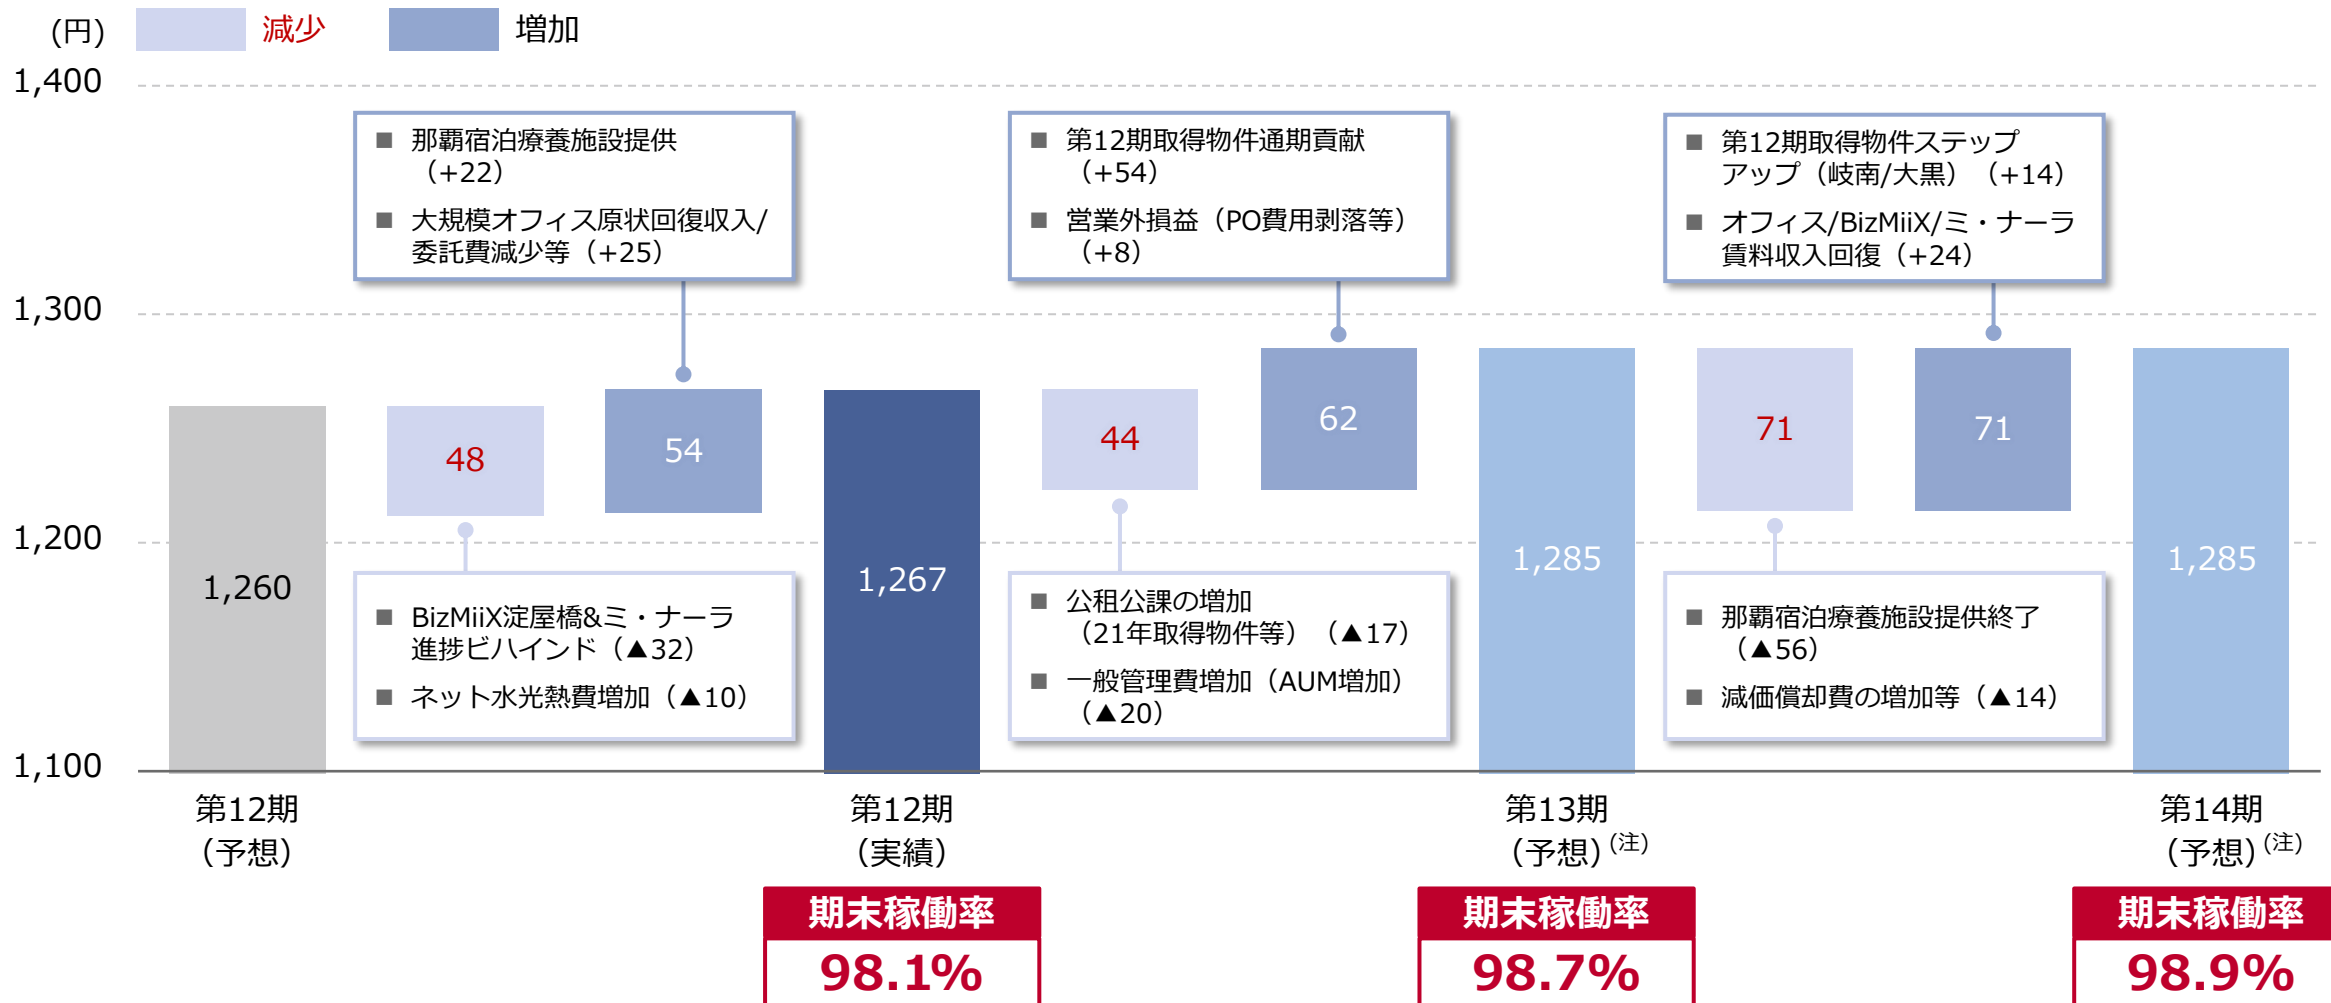 (円)
減少
増加
1,400
1,300
1,200
1,100
■ 那覇宿泊療養施設提供
（+22）
■ 大規模オフィス原状回復収入/
委託費減少等（+25）
■ 第12期取得物件通期貢献
（+54）
■ 営業外損益（PO費用剥落等）
（+8）
■ 第12期取得物件ステップ
アップ（岐南/大黒）（+14）
■ オフィス/BizMiiX/ミ・ナーラ
賃料収入回復（+24）
1,260
48
54
1,267
44
62
1,285
71
71
1,285
■ BizMiiX淀屋橋&ミ・ナーラ
進捗ビハインド（▲32）
■ ネット水光熱費増加（▲10）
■ 公租公課の増加
（21年取得物件等）（▲17）
■ 一般管理費増加（AUM増加）
（▲20）
■ 那覇宿泊療養施設提供終了
（▲56）
■ 減価償却費の増加等（▲14）
第12期
（予想）
第12期
（実績）
第13期
（予想）(注)
第14期
（予想）(注)
期末稼働率
98.1%
期末稼働率
98.7%
期末稼働率
98.9%